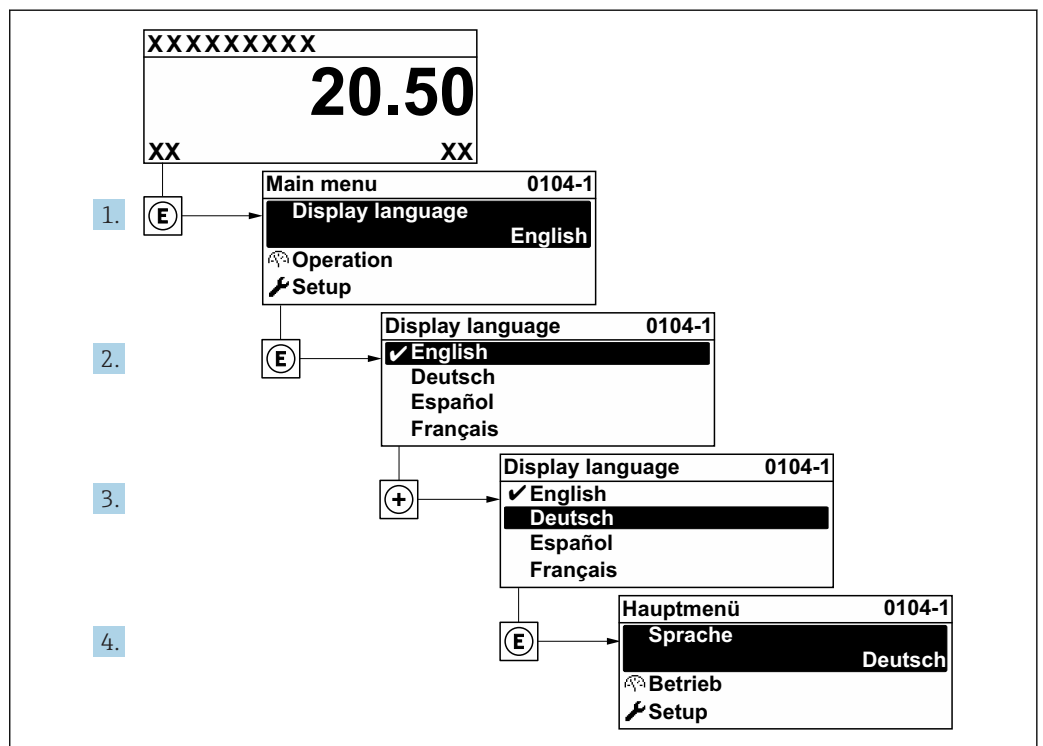 XXXXXXXXX
20.50
XX XX
1. E
Main menu 0104-1
Display language
English
Operation
Setup
2. E
Display language 0104-1
✔English
Deutsch
Español
Français
3. +
Display language 0104-1
✔English
Deutsch
Español
Français
4. E
Hauptmenü 0104-1
Sprache
Deutsch
Betrieb
Setup